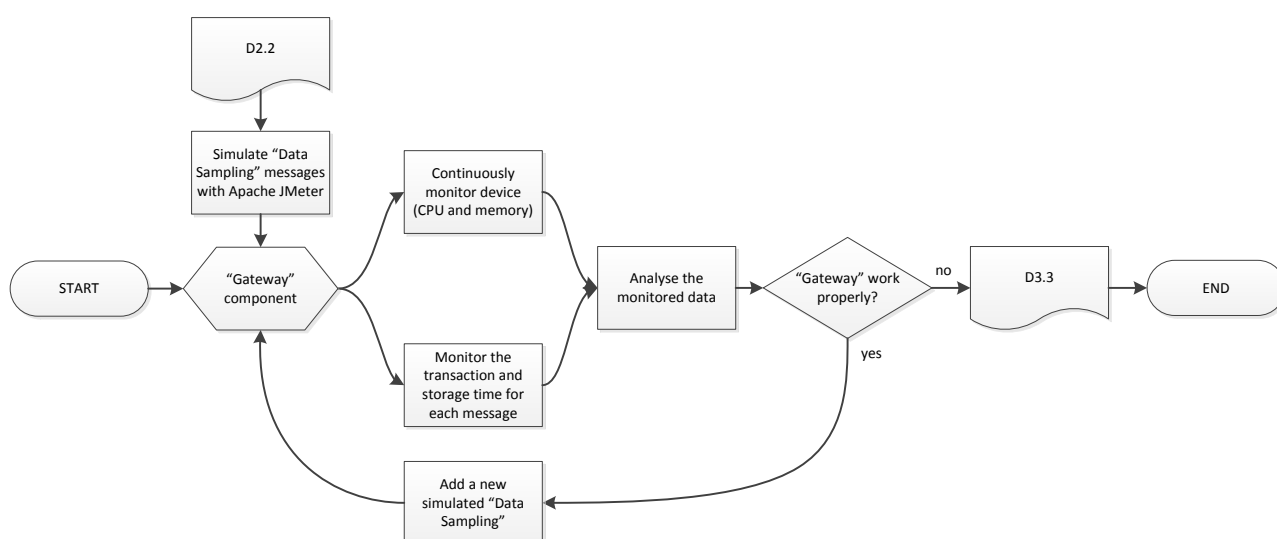 D2.2
Simulate “Data
Sampling” messages
with Apache JMeter
START
“Gateway”
component
Continuously
monitor device
(CPU and memory)
Monitor the
transaction and
storage time for
each message
Analyse the
monitored data
“Gateway” work
properly?
no
D3.3
END
yes
Add a new
simulated “Data
Sampling”